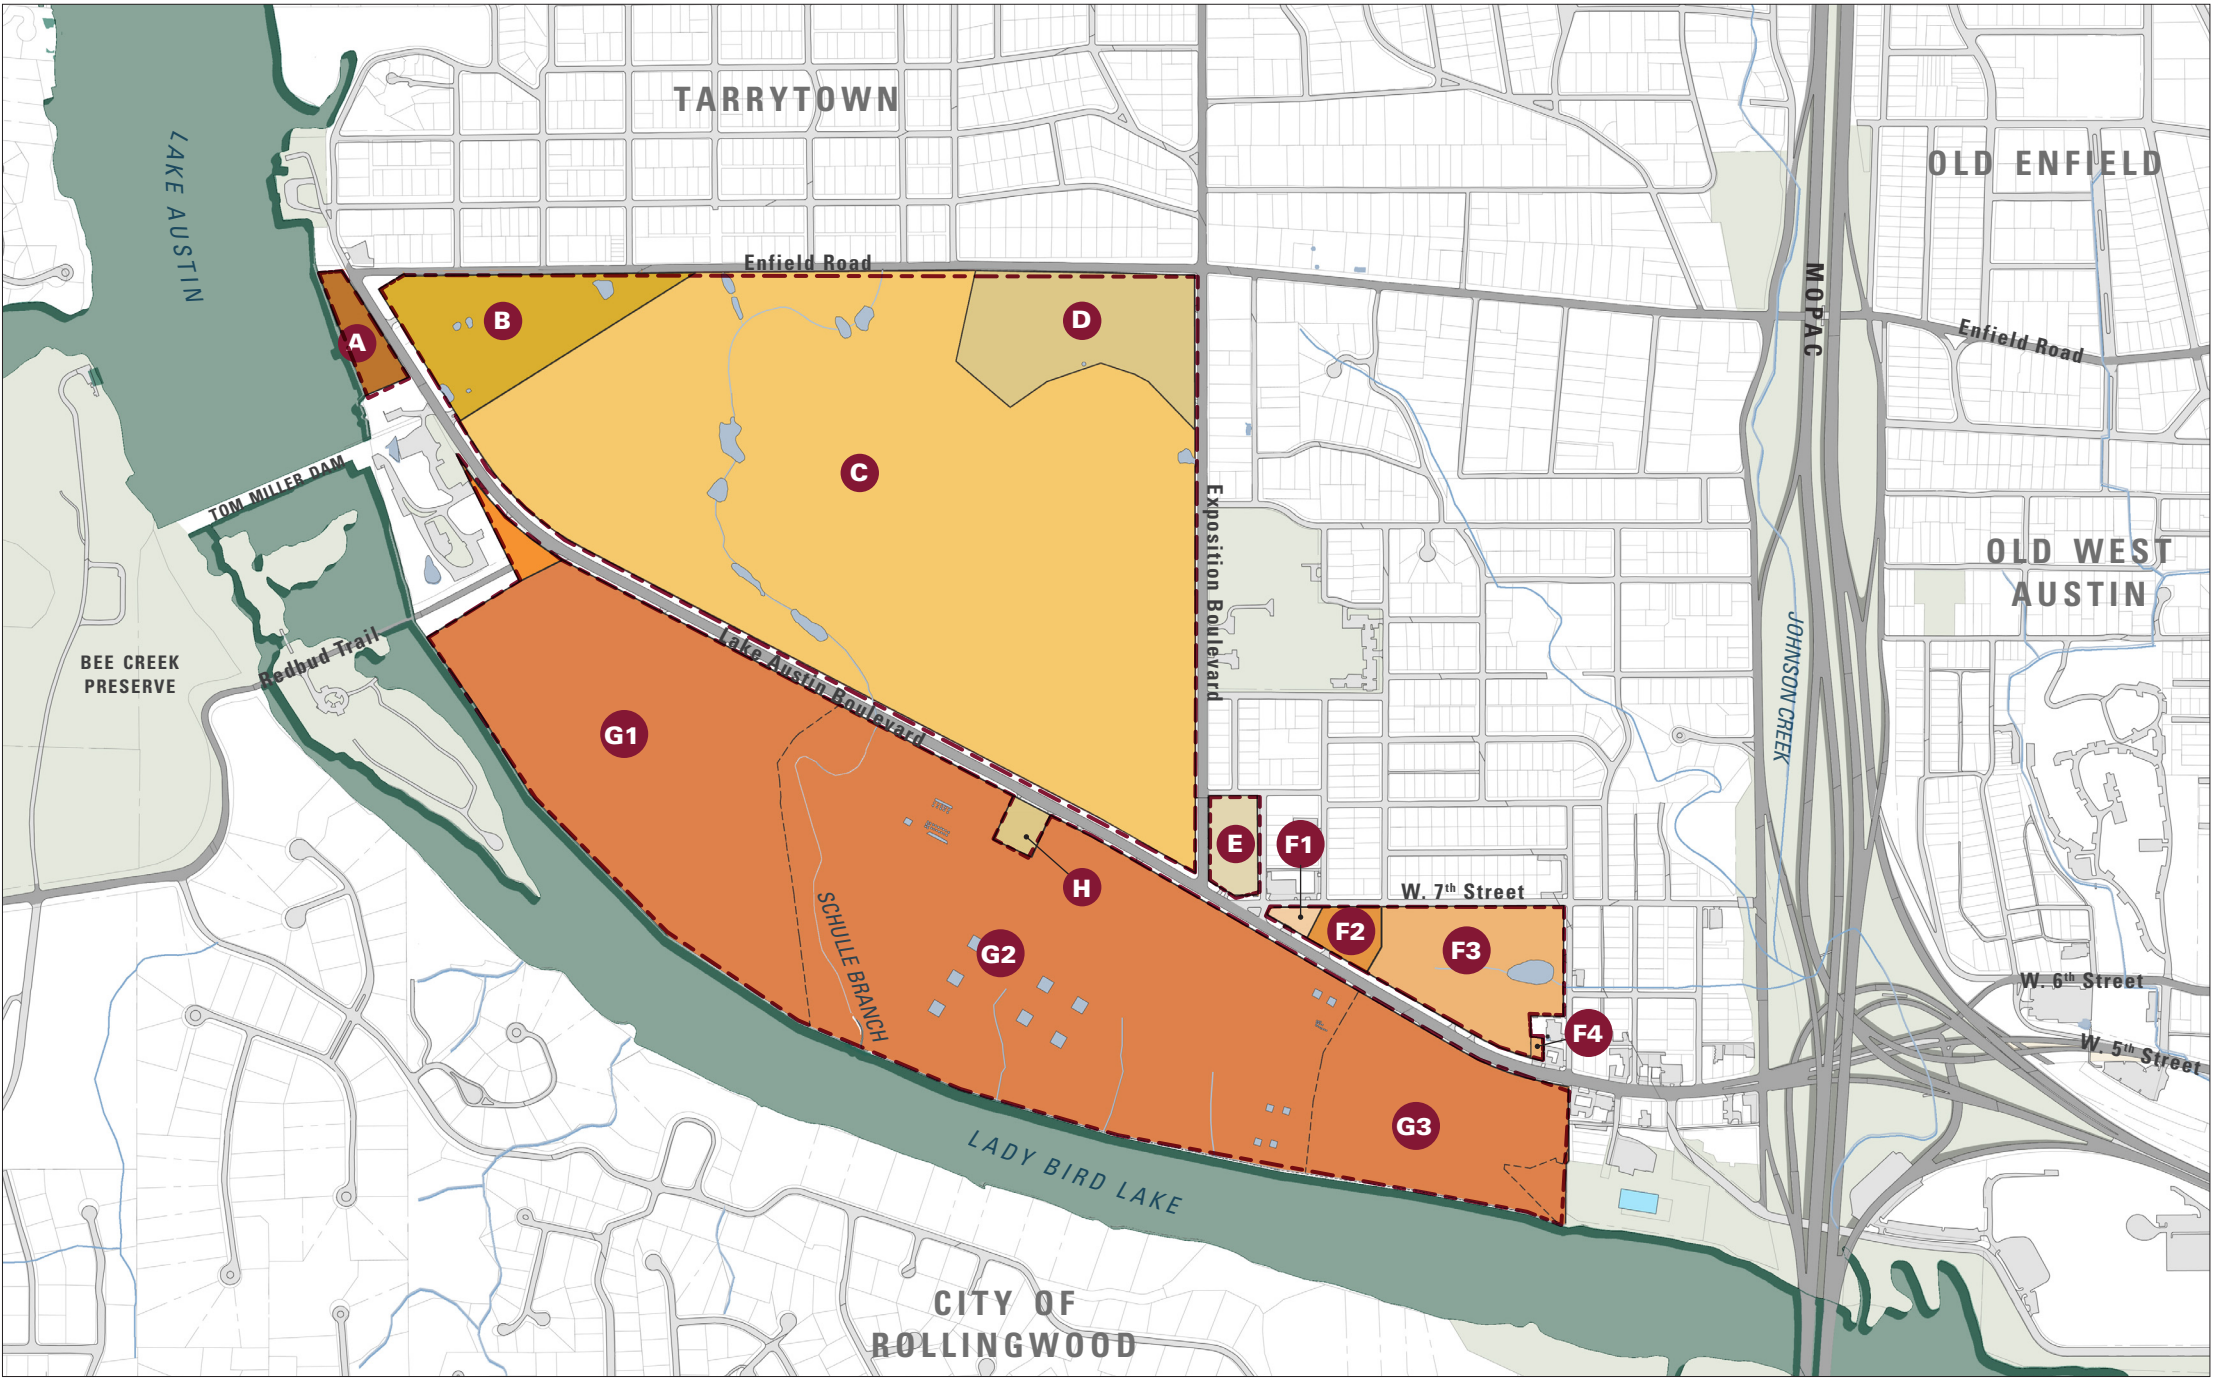 TARRYTOWN
LAKE AUSTIN
OLD ENFIELD
Enfield Road
MOPAC
Enfield Road
A
B
D
C
TOM MILLER DAM
Exposition Boulevard
OLD WEST
AUSTIN
JOHNSON CREEK
BEE CREEK
PRESERVE
Redbud Trail
Lake Austin Boulevard
G1
E
F1
H
W. 7th Street
SCHULLE BRANCH
G2
F2
F3
W. 6th Street
F4
W. 5th Street
G3
LADY BIRD LAKE
CITY OF
ROLLINGWOOD